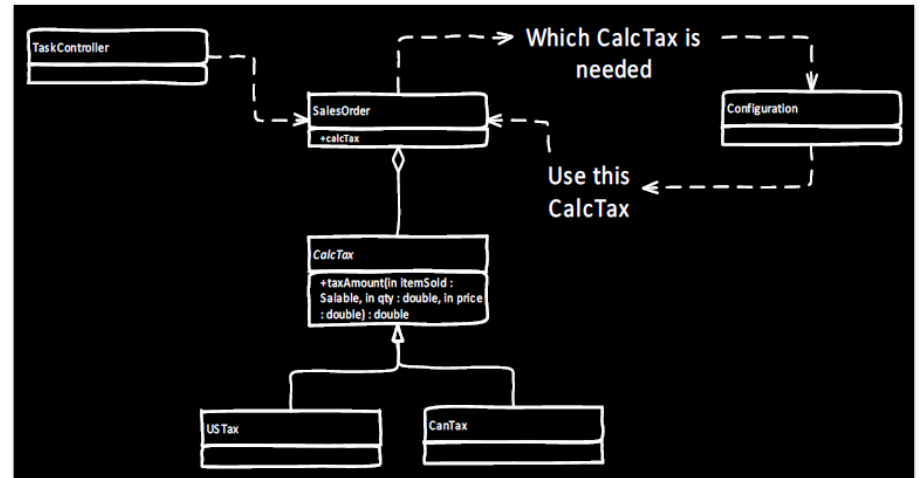 TaskController
Which CalcTax is
needed
SalesOrder
+calcTax
Configuration
Use this
CalcTax
CalcTax
+taxAmount(in itemSold :
Salable, in qty : double, in price
: double) : double
USTax
CanTax